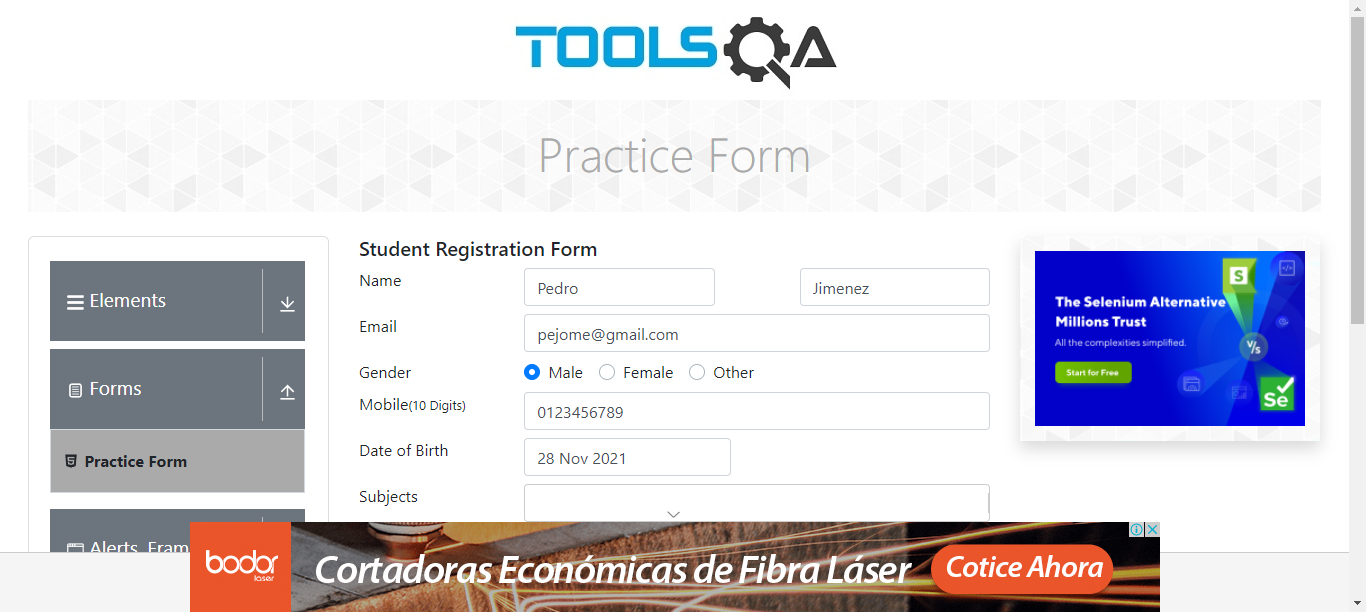 TOOLSQA
Practice Form
Elements
Forms
Practice Form
Alerts, Fram
Student Registration Form
Name
Pedro
Jimenez
Email
pejome@gmail.com
Gender
Male
Female
Other
Mobile(10 Digits)
0123456789
Date of Birth
28 Nov 2021
Subjects
The Selenium Alternative
Millions Trust
All the complexities simplified.
Start for Free
S
V/s
Se
bodor
laser
Cortadoras Económicas de Fibra Láser
Cotice Ahora